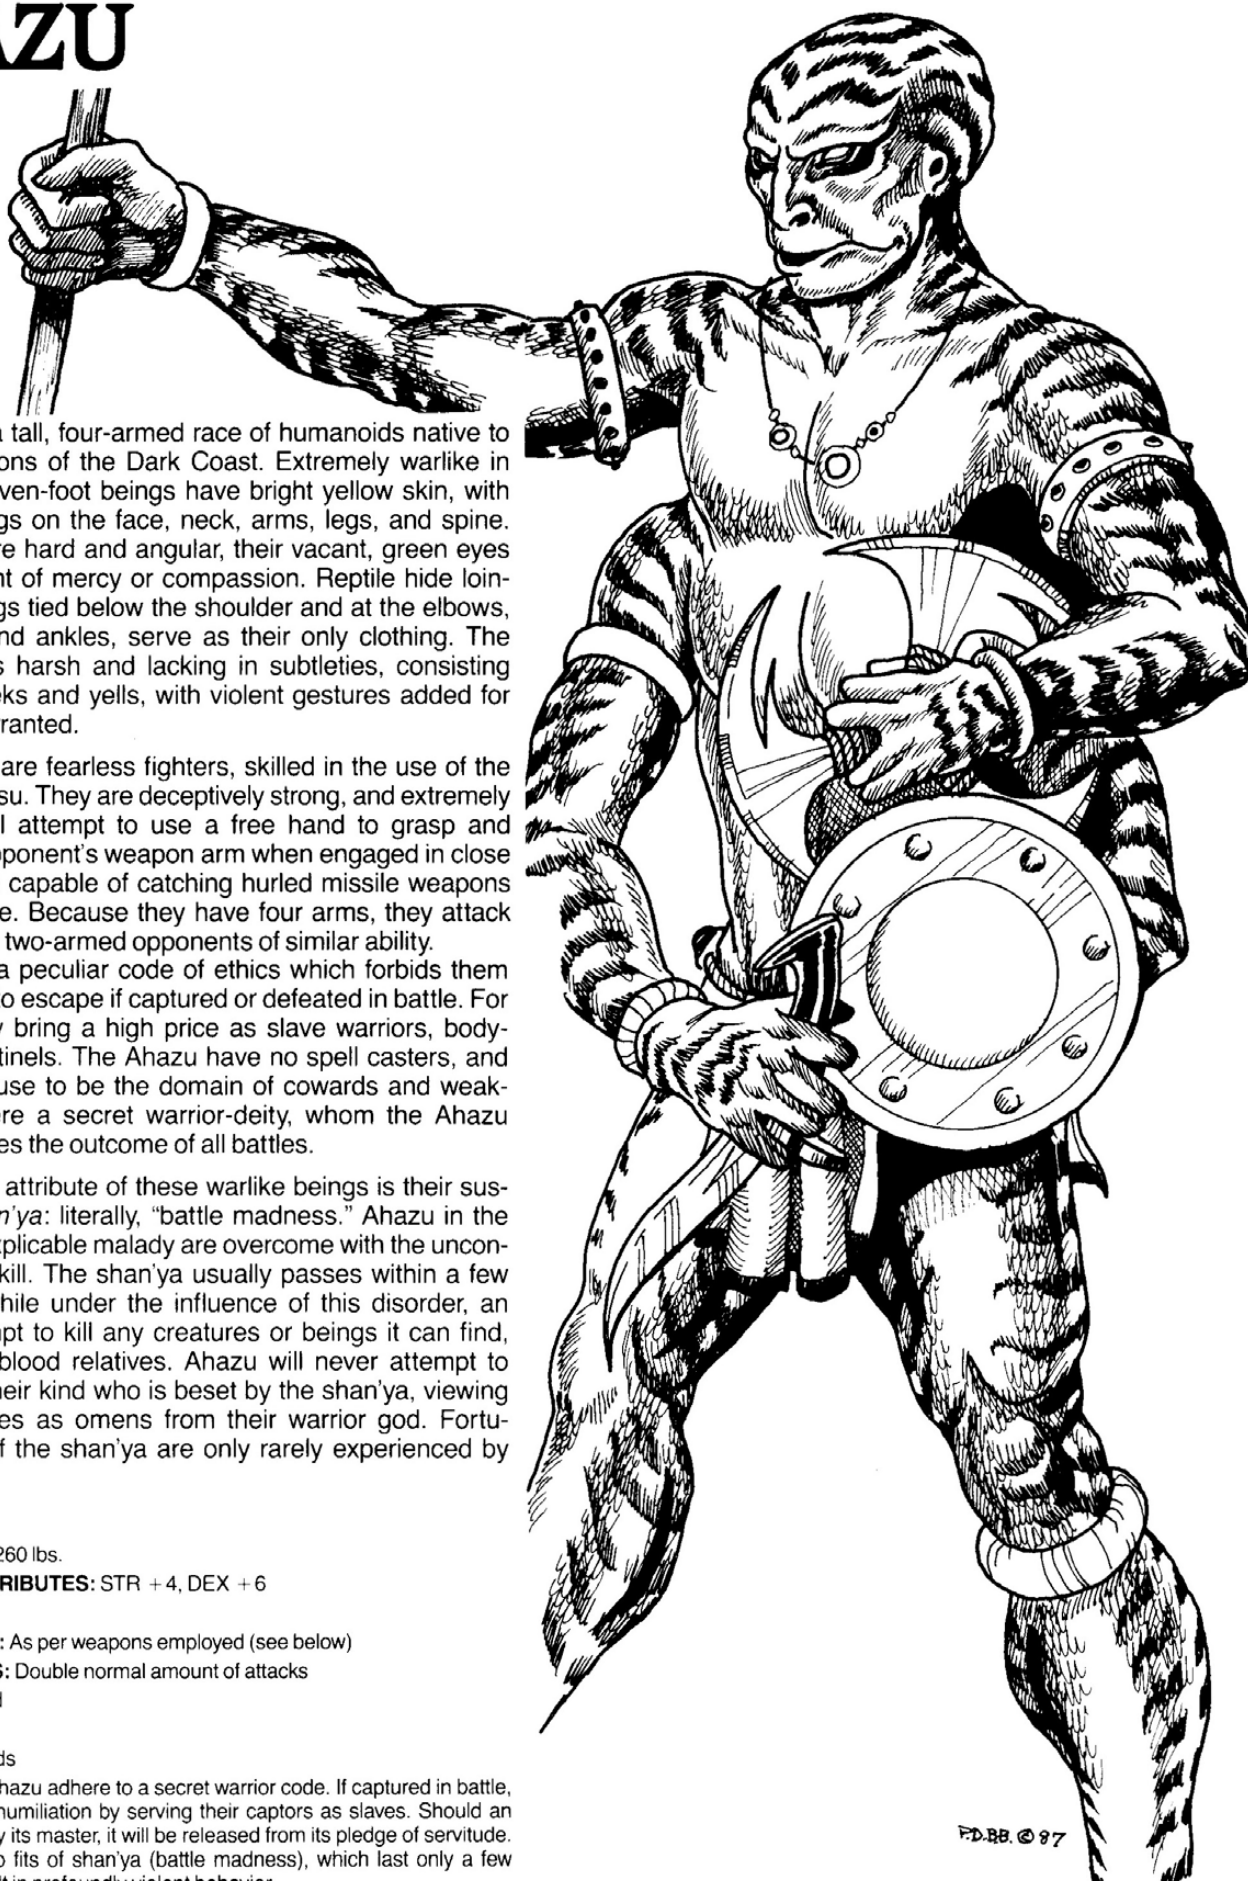 AZU
a tall, four-armed race of humanoids native to
ons of the Dark Coast. Extremely warlike in
ven-foot beings have bright yellow skin, with
gs on the face, neck, arms, legs, and spine.
re hard and angular, their vacant, green eyes
nt of mercy or compassion. Reptile hide loin-
gs tied below the shoulder and at the elbows,
nd ankles, serve as their only clothing. The
s harsh and lacking in subtleties, consisting
eks and yells, with violent gestures added for
rranted.
are fearless fighters, skilled in the use of the
su. They are deceptively strong, and extremely
l attempt to use a free hand to grasp and
pponent's weapon arm when engaged in close
capable of catching hurled missile weapons
e. Because they have four arms, they attack
two-armed opponents of similar ability.
a peculiar code of ethics which forbids them
o escape if captured or defeated in battle. For
y bring a high price as slave warriors, body-
tinels. The Ahazu have no spell casters, and
use to be the domain of cowards and weak-
re a secret warrior-deity, whom the Ahazu
es the outcome of all battles.
attribute of these warlike beings is their sus-
n'ya: literally, “battle madness.” Ahazu in the
xplicable malady are overcome with the uncon-
kill. The shan'ya usually passes within a few
hile under the influence of this disorder, an
pt to kill any creatures or beings it can find,
blood relatives. Ahazu will never attempt to
heir kind who is beset by the shan'ya, viewing
es as omens from their warrior god. Fortu-
f the shan'ya are only rarely experienced by
260 lbs.
RIBUTES: STR +4, DEX +6
: As per weapons employed (see below)
S: Double normal amount of attacks
d
ds
hazu adhere to a secret warrior code. If captured in battle,
humiliation by serving their captors as slaves. Should an
y its master, it will be released from its pledge of servitude.
o fits of shan'ya (battle madness), which last only a few
lt in profoundly violent behavior.
P.D.BB. © 87